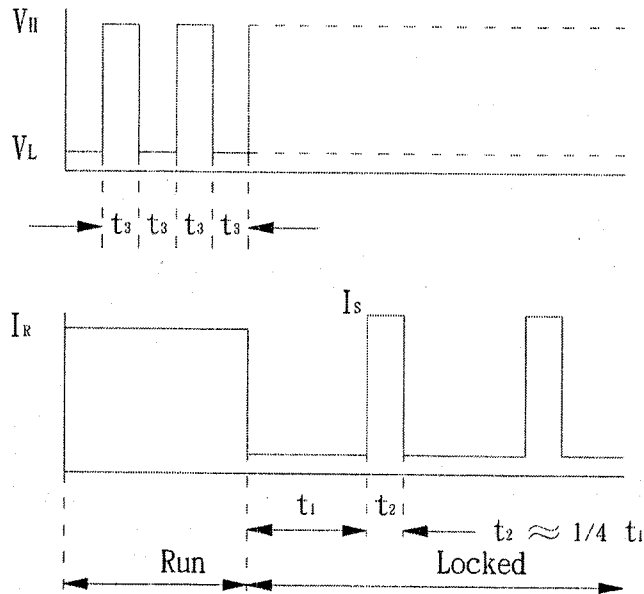 VH
VL
t3 t3 t3 t3
IS
IR
t1 t2
t2 ≈ 1/4 t1
Run Locked